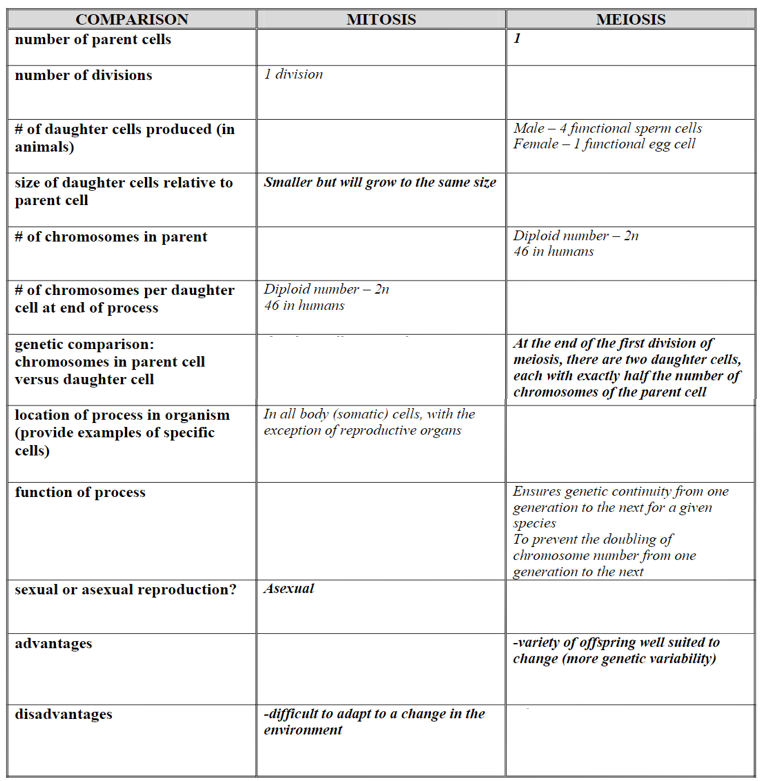 COMPARISON MITOSIS MEIOSIS
number of parent cells 1
number of divisions 1 division
# of daughter cells produced (in Male – 4 functional sperm cells
animals) Female – 1 functional egg cell
size of daughter cells relative to Smaller but will grow to the same size
parent cell
# of chromosomes in parent Diploid number – 2n
46 in humans
# of chromosomes per daughter Diploid number – 2n
cell at end of process 46 in humans
genetic comparison: At the end of the first division of
chromosomes in parent cell meiosis, there are two daughter cells,
versus daughter cell each with exactly half the number of
chromosomes of the parent cell
location of process in organism In all body (somatic) cells, with the
(provide examples of specific exception of reproductive organs
cells)
function of process Ensures genetic continuity from one
generation to the next for a given
species
To prevent the doubling of
chromosome number from one
generation to the next
sexual or asexual reproduction? Asexual
advantages -variety of offspring well suited to
change (more genetic variability)
disadvantages -difficult to adapt to a change in the
environment